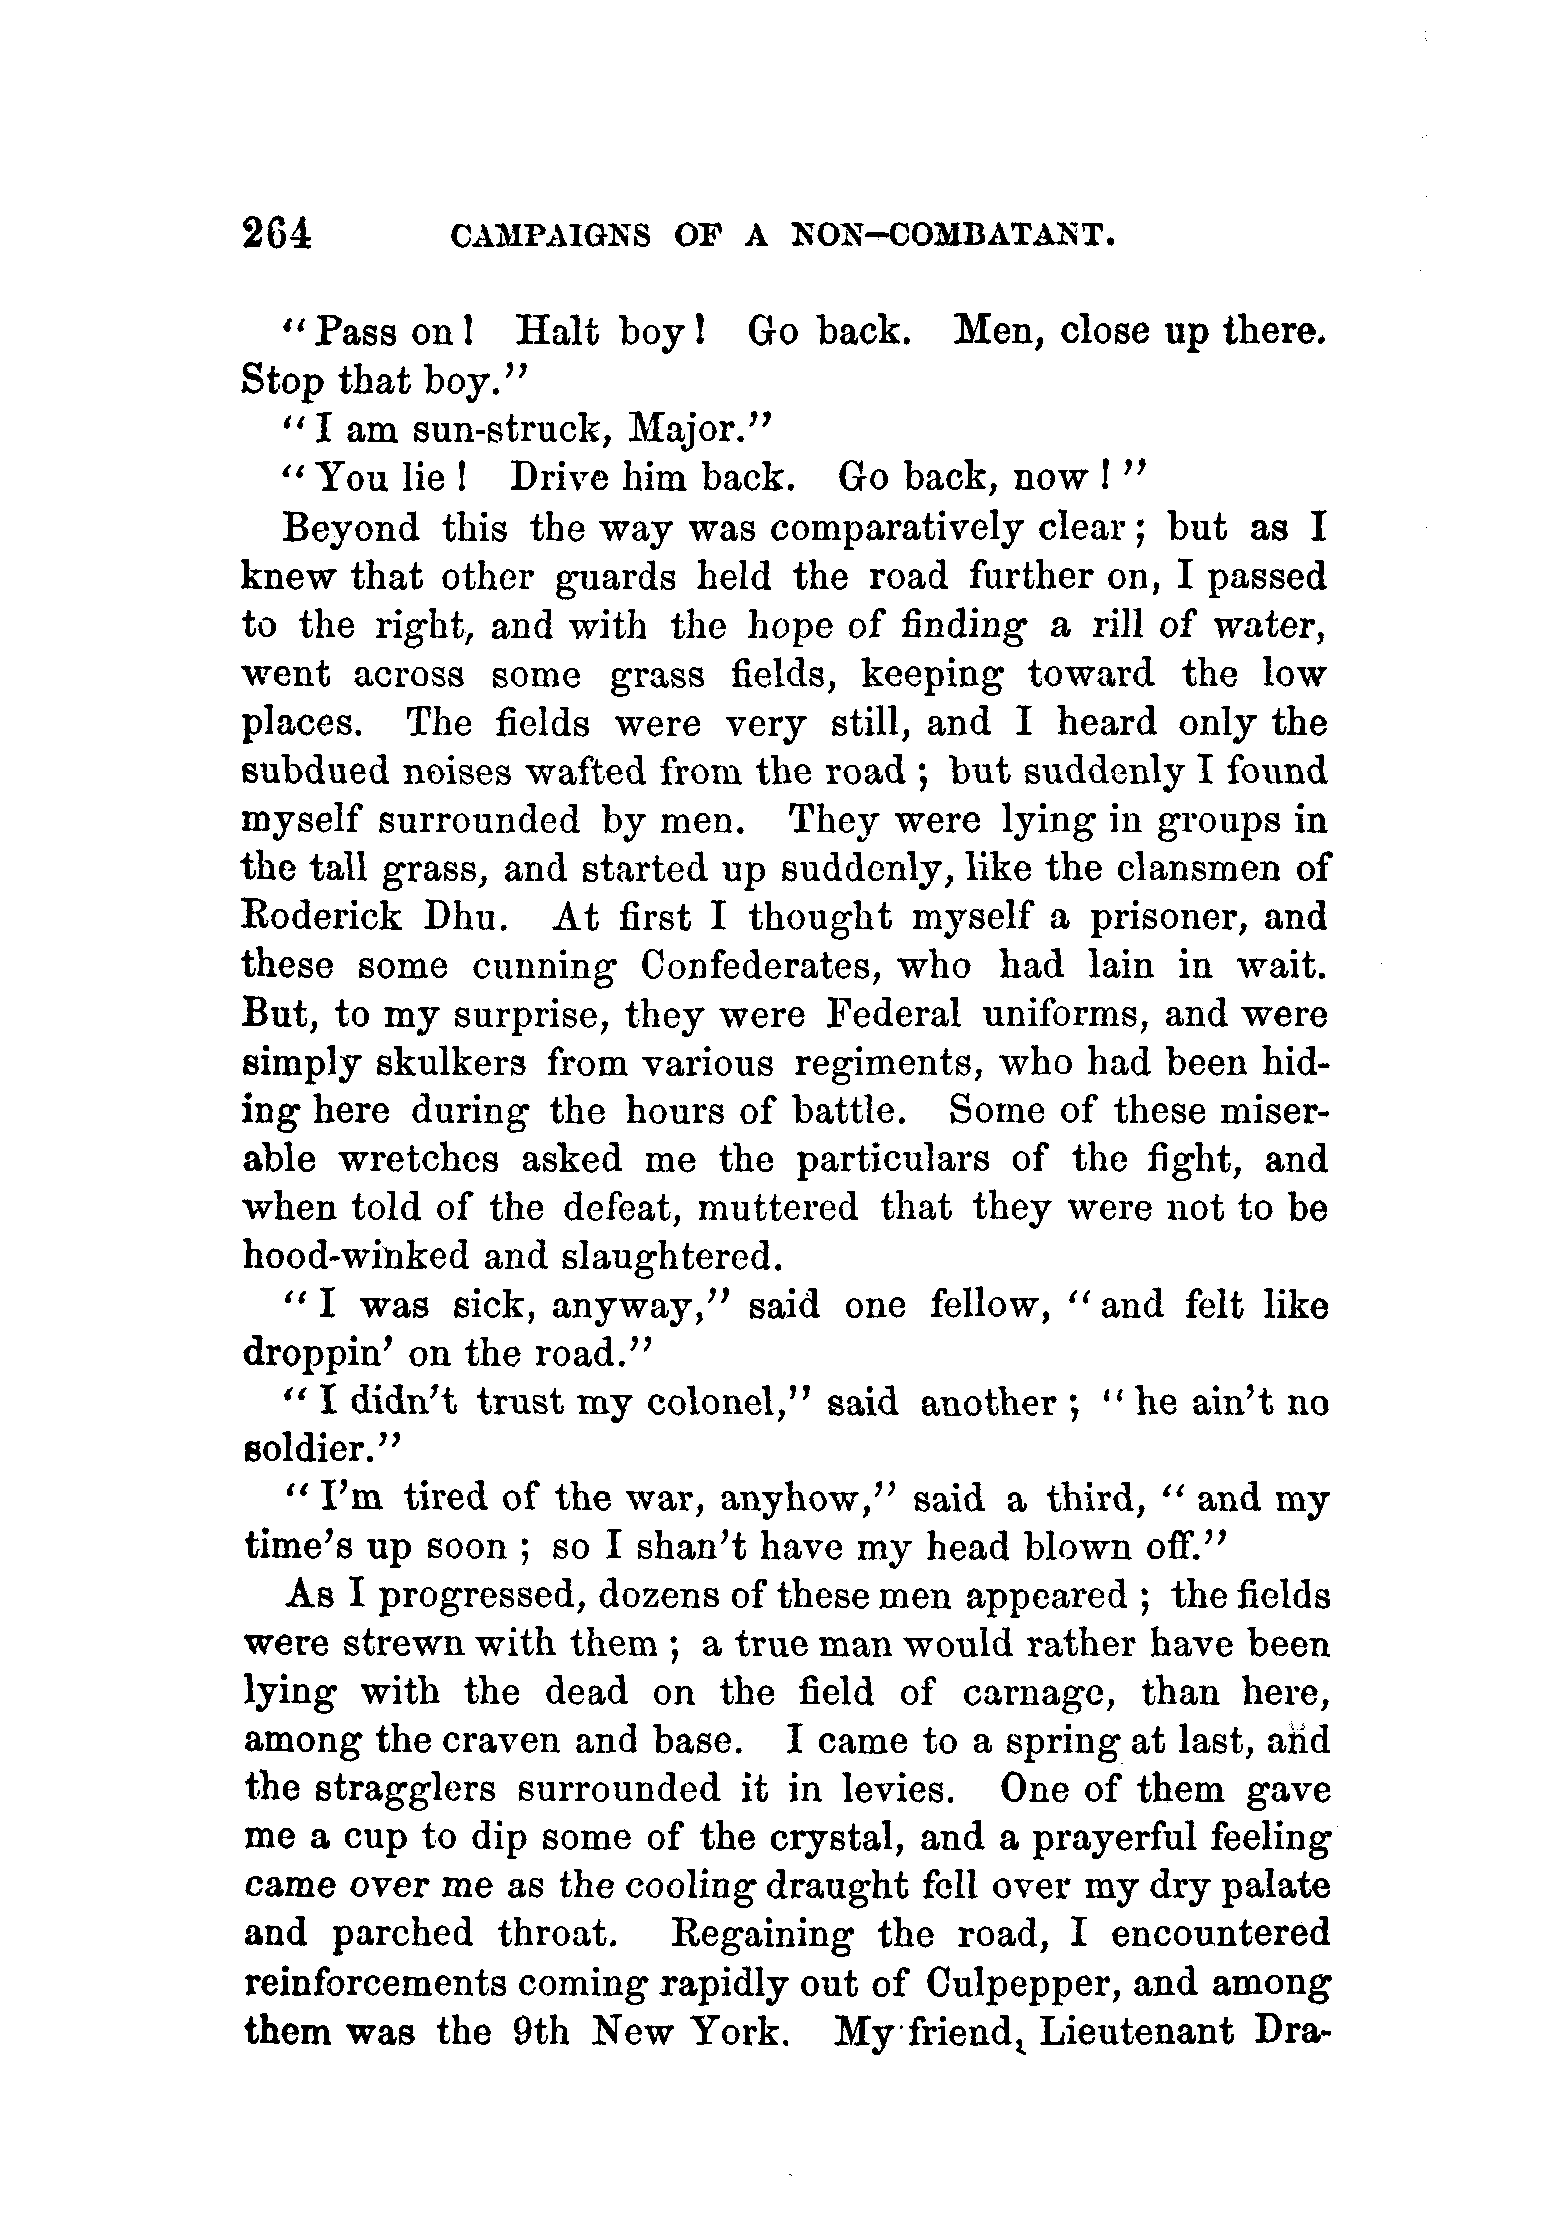 264 CAMPAIGNS OF A NON-COMBATANT.
"Pass on! Halt boy! Go back. Men, close up there.
Stop that boy."
"I am sun-struck, Major."
"You lie! Drive him back. Go back, now!"
Beyond this the way was comparatively clear; but as I
knew that other guards held the road further on, I passed
to the right, and with the hope of finding a rill of water,
went across some grass fields, keeping toward the low
places. The fields were very still, and I heard only the
subdued noises wafted from the road; but suddenly I found
myself surrounded by men. They were lying in groups in
the tall grass, and started up suddenly, like the clansmen of
Roderick Dhu. At first I thought myself a prisoner, and
these some cunning Confederates, who had lain in wait.
But, to my surprise, they were Federal uniforms, and were
simply skulkers from various regiments, who had been hid-
ing here during the hours of battle. Some of these miser-
able wretches asked me the particulars of the fight, and
when told of the defeat, muttered that they were not to be
hood-winked and slaughtered.
"I was sick, anyway," said one fellow, "and felt like
droppin' on the road."
"I didn't trust my colonel," said another; "he ain't no
soldier."
"I'm tired of the war, anyhow," said a third, "and my
time's up soon; so I shan't have my head blown off."
As I progressed, dozens of these men appeared; the fields
were strewn with them; a true man would rather have been
lying with the dead on the field of carnage, than here,
among the craven and base. I came to a spring at last, and
the stragglers surrounded it in levies. One of them gave
me a cup to dip some of the crystal, and a prayerful feeling
came over me as the cooling draught fell over my dry palate
and parched throat. Regaining the road, I encountered
reinforcements coming rapidly out of Culpepper, and among
them was the 9th New York. My friend, Lieutenant Dra-